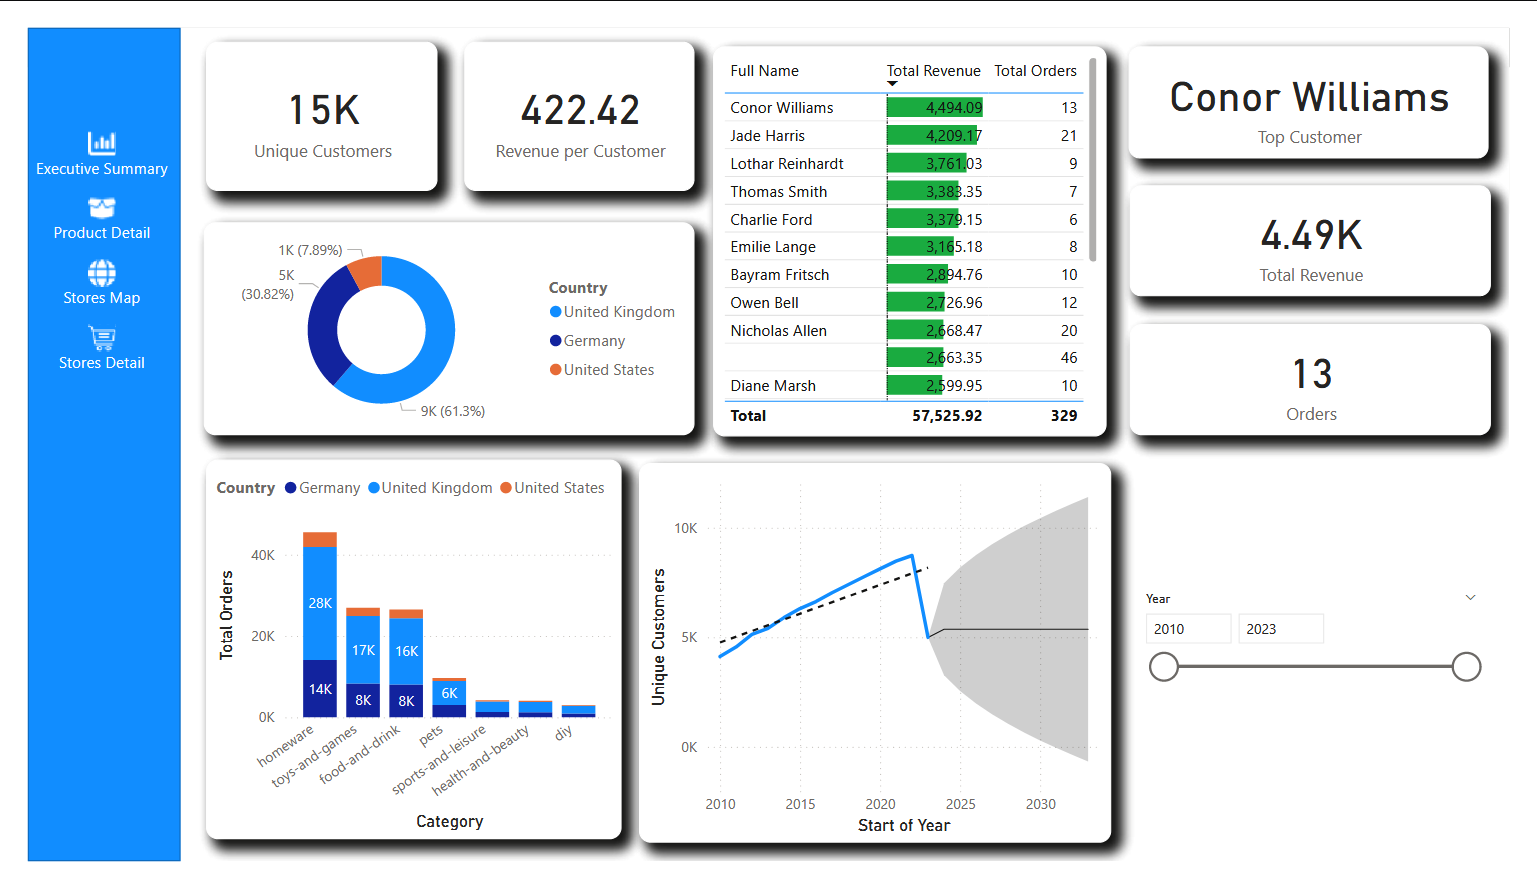 Executive Summary
Product Detail
Stores Map
Stores Detail
15K
Unique Customers
422.42
Revenue per Customer
1K (7.89%)
5K
(30.82%)
9K (61.3%)
Country
United Kingdom
Germany
United States
Full Name Total Revenue Total Orders
Conor Williams 4,494.09 13
Jade Harris 4,209.17 21
Lothar Reinhardt 3,761.03 9
Thomas Smith 3,383.35 7
Charlie Ford 3,379.15 6
Emilie Lange 3,165.18 8
Bayram Fritsch 2,894.76 10
Owen Bell 2,726.96 12
Nicholas Allen 2,668.47 20
2,663.35 46
Diane Marsh 2,599.95 10
Total 57,525.92 329
Conor Williams
Top Customer
4.49K
Total Revenue
13
Orders
Country Germany United Kingdom United States
Total Orders
40K
20K
0K
28K
14K
17K
8K
16K
8K
6K
homeware
toys-and-games
food-and-drink
pets
sports-and-leisure
health-and-beauty
diy
Category
Unique Customers
10K
5K
0K
2010 2015 2020 2025 2030
Start of Year
Year
2010 2023